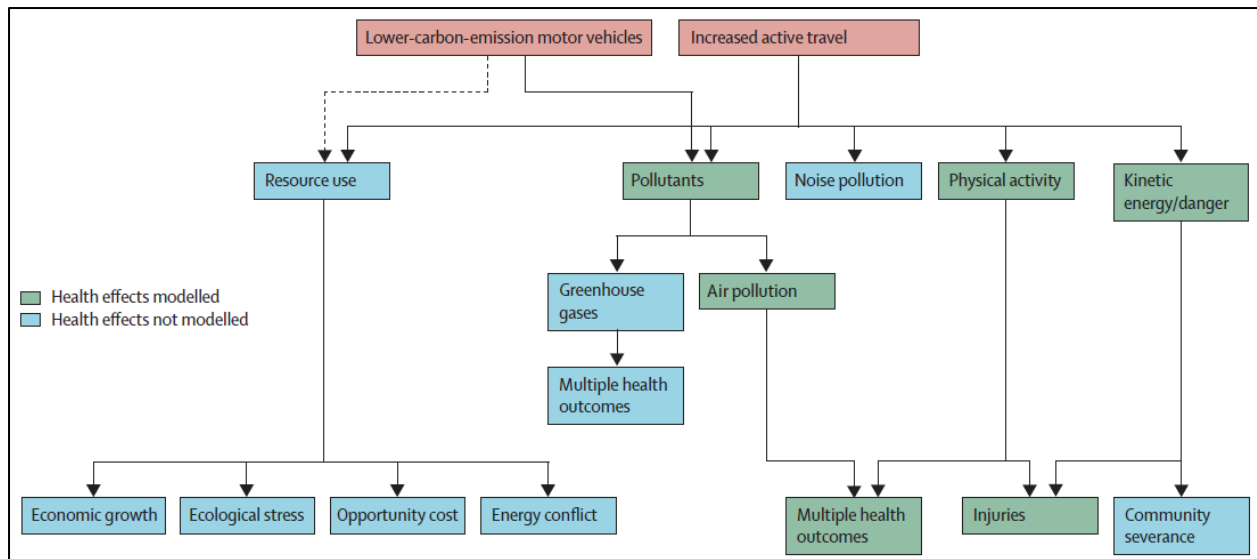 Lower-carbon-emission motor vehicles
Increased active travel
Resource use
Pollutants
Noise pollution
Physical activity
Kinetic
energy/danger
Health effects modelled
Health effects not modelled
Greenhouse
gases
Air pollution
Multiple health
outcomes
Economic growth
Ecological stress
Opportunity cost
Energy conflict
Multiple health
outcomes
Injuries
Community
severance